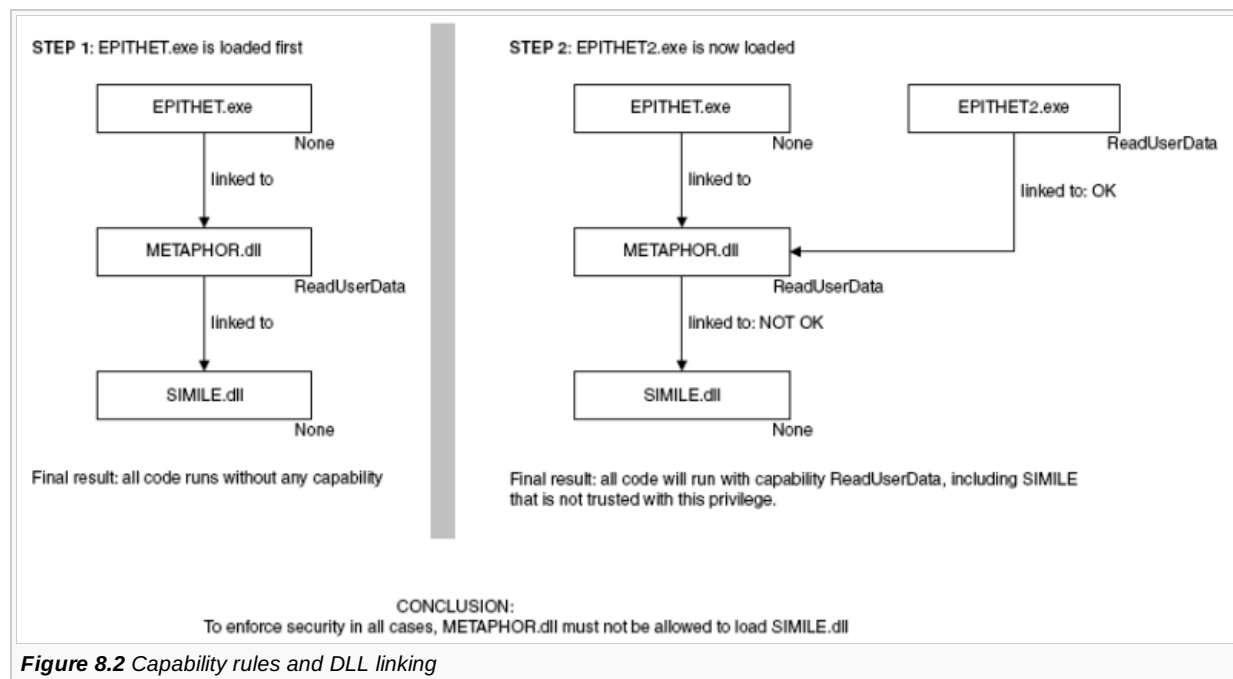 STEP 1: EPITHET.exe is loaded first
EPITHET.exe
None
linked to
METAPHOR.dll
ReadUserData
linked to
SIMILE.dll
None
Final result: all code runs without any capability
STEP 2: EPITHET2.exe is now loaded
EPITHET.exe
None
EPITHET2.exe
ReadUserData
linked to
linked to: OK
METAPHOR.dll
ReadUserData
linked to: NOT OK
SIMILE.dll
None
Final result: all code will run with capability ReadUserData, including SIMILE
that is not trusted with this privilege.
CONCLUSION:
To enforce security in all cases, METAPHOR.dll must not be allowed to load SIMILE.dll
Figure 8.2 Capability rules and DLL linking